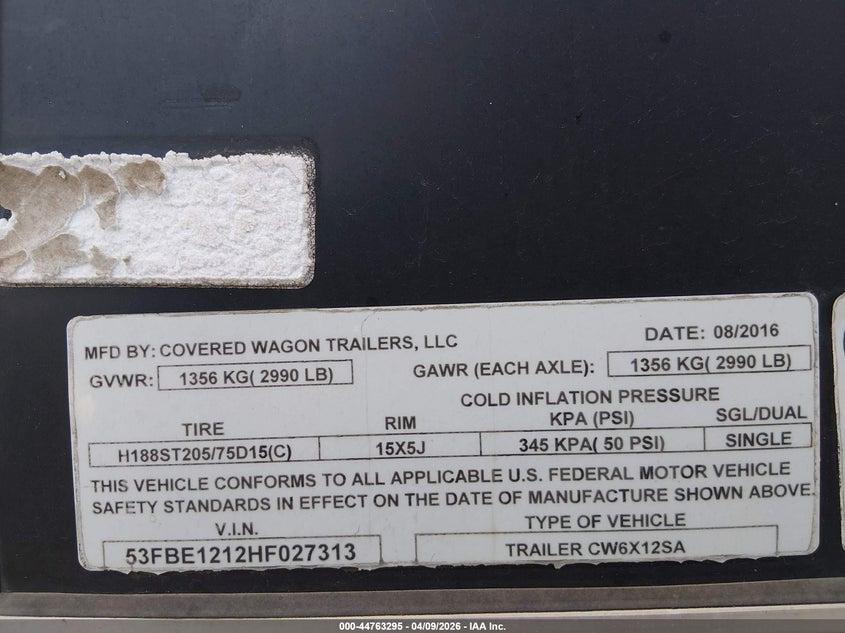 MFD BY: COVERED WAGON TRAILERS, LLC DATE: 08/2016
GVWR: 1356 KG( 2990 LB) GAWR (EACH AXLE): 1356 KG( 2990 LB)
COLD INFLATION PRESSURE
TIRE RIM KPA (PSI) SGL/DUAL
H188ST205/75D15(C) 15X5J 345 KPA( 50 PSI) SINGLE
THIS VEHICLE CONFORMS TO ALL APPLICABLE U.S. FEDERAL MOTOR VEHICLE
SAFETY STANDARDS IN EFFECT ON THE DATE OF MANUFACTURE SHOWN ABOVE.
V.I.N. TYPE OF VEHICLE
53FBE1212HF027313 TRAILER CW6X12SA
000-44763295 - 04/09/2026 - IAA Inc.